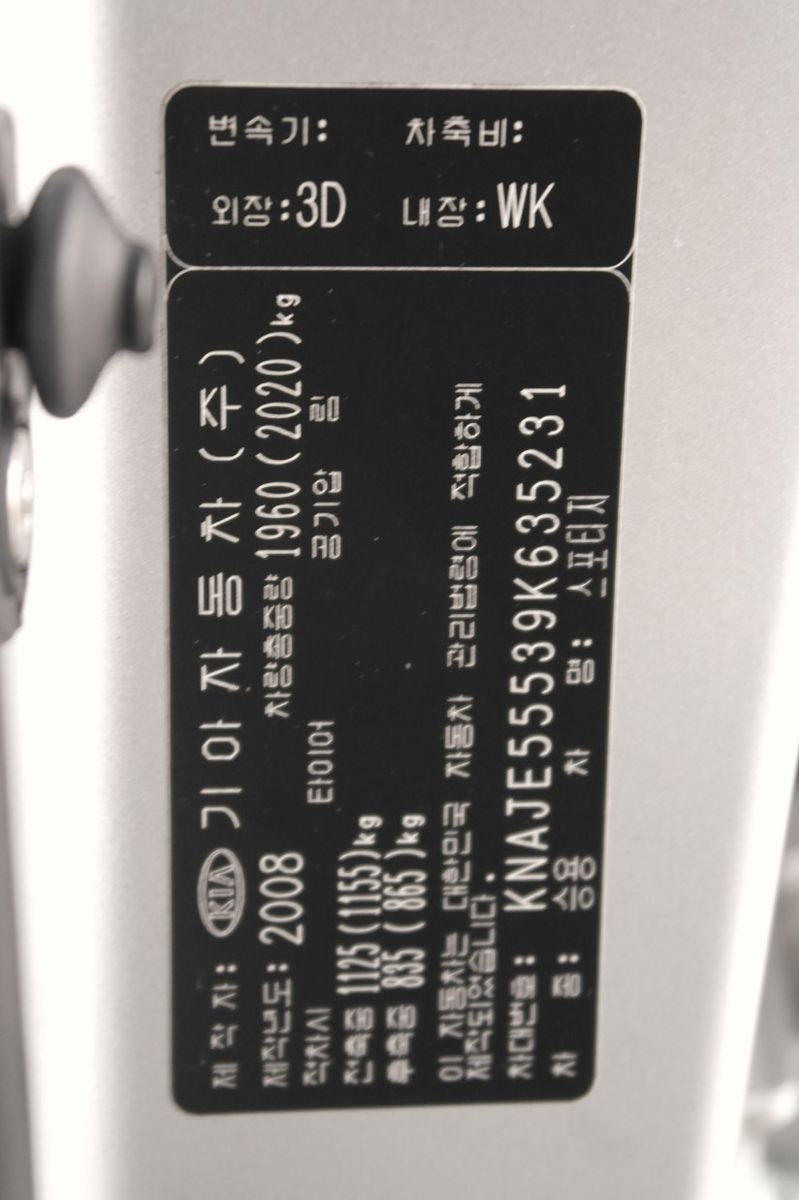 변속기: 차축비:
외장:3D 내장:WK
제작자: KIA 기아자동차(주)
제작년도: 2008 차량총중량 1960(2020)kg
적차시 타이어 공기압 림
전축중 1125(1155)kg
후축중 835(865)kg
이 자동차는 대한민국 자동차 관리법령에 적합하게
제작되었습니다.
차대번호: KNAJE55539K635231
차 종: 승용 차 명: 스포티지